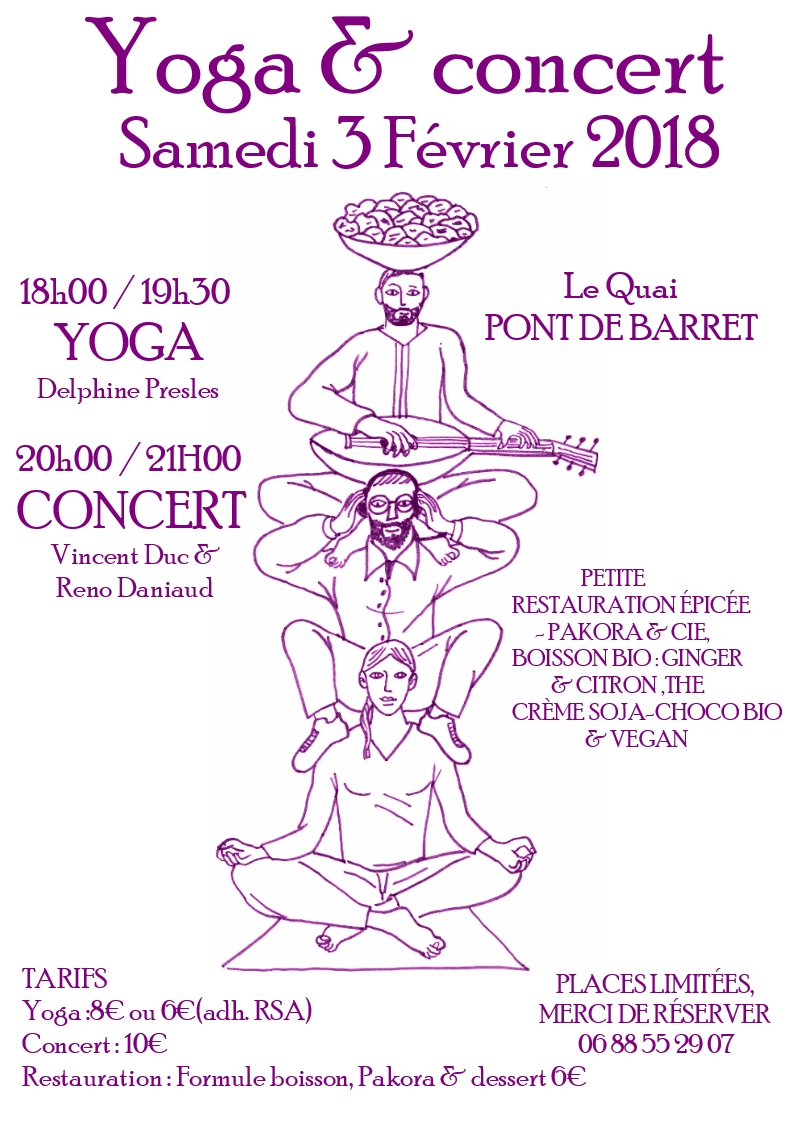 Yoga & concert
Samedi 3 Février 2018
18h00 / 19h30
YOGA
Delphine Presles
Le Quai
PONT DE BARRET
20h00 / 21H00
CONCERT
Vincent Duc &
Reno Daniaud
PETITE
RESTAURATION ÉPICÉE
~PAKORA & CIE,
BOISSON BIO : GINGER
& CITRON ,THE
CRÈME SOJA~CHOCO BIO
& VEGAN
TARIFS
Yoga :8€ ou 6€(adh. RSA)
Concert : 10€
Restauration : Formule boisson, Pakora & dessert 6€
PLACES LIMITÉES,
MERCI DE RÉSERVER
06 88 55 29 07